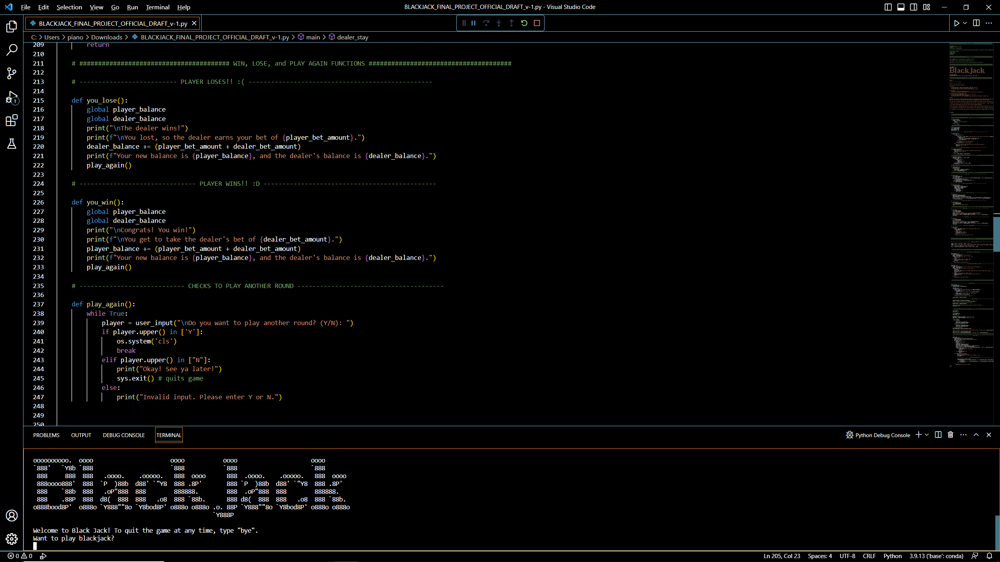 File Edit Selection View Go Run Terminal Help
BLACKJACK_FINAL_PROJECT_OFFICIAL_DRAFT_v-1.py - Visual Studio Code
BLACKJACK_FINAL_PROJECT_OFFICIAL_DRAFT_v-1.py
C: > Users > piano > Downloads > BLACKJACK_FINAL_PROJECT_OFFICIAL_DRAFT_v-1.py > main > dealer_stay
1
209         return
210
211     # ######################################## WIN, LOSE, and PLAY AGAIN FUNCTIONS ######################################
212
213     # -------------------------- PLAYER LOSES!! :( -------------------------------------------------
214
215     def you_lose():
216         global player_balance
217         global dealer_balance
218         print("\nThe dealer wins!")
219         print(f"\nYou lost, so the dealer earns your bet of {player_bet_amount}.")
220         dealer_balance += (player_bet_amount + dealer_bet_amount)
221         print(f"Your new balance is {player_balance}, and the dealer's balance is {dealer_balance}.")
222         play_again()
223
224     # ------------------------------- PLAYER WINS!! :D ----------------------------------------------
225
226     def you_win():
227         global player_balance
228         global dealer_balance
229         print("\nCongrats! You win!")
230         print(f"\nYou get to take the dealer's bet of {dealer_bet_amount}.")
231         player_balance += (player_bet_amount + dealer_bet_amount)
232         print(f"Your new balance is {player_balance}, and the dealer's balance is {dealer_balance}.")
233         play_again()
234
235     # ---------------------------- CHECKS TO PLAY ANOTHER ROUND ---------------------------------------
236
237     def play_again():
238         while True:
239             player = user_input("\nDo you want to play another round? (Y/N): ")
240             if player.upper() in ['Y']:
241                 os.system('cls')
242                 break
243             elif player.upper() in ["N"]:
244                 print("Okay! See ya later!")
245                 sys.exit() # quits game
246             else:
247                 print("Invalid input. Please enter Y or N.")
248
249
250
PROBLEMS OUTPUT DEBUG CONSOLE TERMINAL Python Debug Console
oooooooooo.  oooo                      oooo           oooo                     oooo
`888'   `Y8b `888                      `888           `888                     `888
 888     888  888   .oooo.    .ooooo.   888  oooo      888  .oooo.    .ooooo.   888  oooo
 888oooo888'  888  `P  )88b  d88' `"Y8  888 .8P'       888 `P  )88b  d88' `"Y8  888 .8P'
 888    `88b  888   .oP"888  888        888888.        888  .oP"888  888        888888.
 888    .88P  888  d8(  888  888   .o8  888 `88b.      888 d8(  888  888   .o8  888 `88b.
o888bood8P'  o888o `Y888""8o `Y8bod8P' o888o o888o .o. 88P `Y888""8o `Y8bod8P' o888o o888o
                                                   `Y888P
Welcome to Black Jack! To quit the game at any time, type "bye".
Want to play blackjack?
0 0 Ln 205, Col 23 Spaces: 4 UTF-8 CRLF Python 3.9.13 ('base': conda)